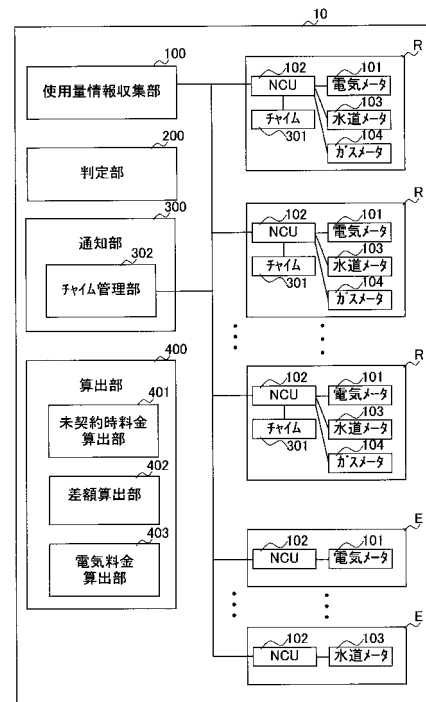 10
100
使用量情報収集部
200
判定部
300
通知部
302
チャイム管理部
400
算出部
401
未契約時料金
算出部
402
差額算出部
403
電気料金
算出部
R
102
NCU
101
電気メータ
103
水道メータ
104
ガスメータ
チャイム
301
R
102
NCU
101
電気メータ
103
水道メータ
104
ガスメータ
チャイム
301
R
102
NCU
101
電気メータ
103
水道メータ
104
ガスメータ
チャイム
301
E
102
NCU
101
電気メータ
E
102
NCU
103
水道メータ